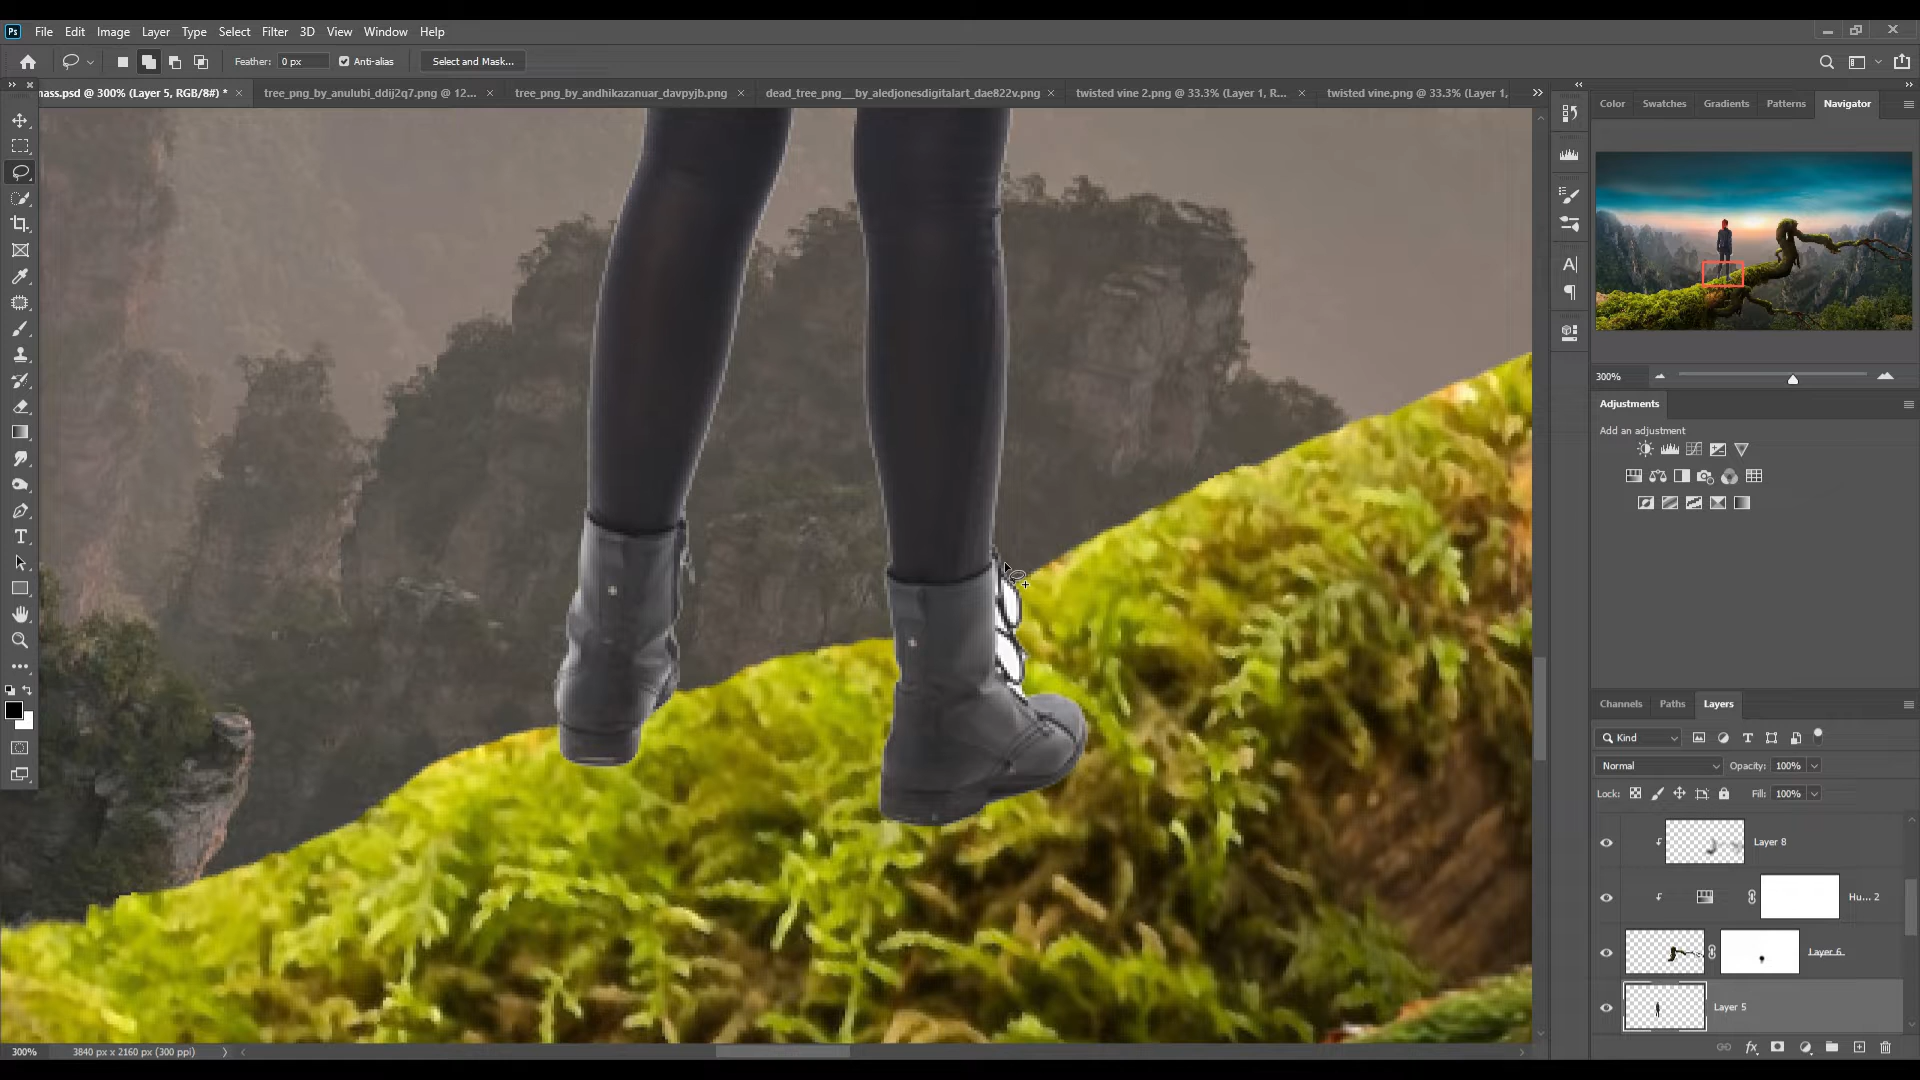 Ps File Edit Image Layer Type Select Filter 3D View Window Help
Feather: 0 px Anti-alias Select and Mask...
mass.psd @ 300% (Layer 5, RGB/8#) * tree_png_by_anulubi_ddij2q7.png @ 12... tree_png_by_andhikazanuar_davpyjb.png dead_tree_png__by_aledjonesdigitalart_dae822v.png twisted vine 2.png @ 33.3% (Layer 1, R... twisted vine.png @ 33.3% (Layer 1,
Color Swatches Gradients Patterns Navigator
300%
Adjustments
Add an adjustment
Channels Paths Layers
Kind
Normal Opacity: 100%
Lock: Fill: 100%
Layer 8
Hu... 2
Layer 6
Layer 5
fx
300% 3840 px x 2160 px (300 ppi)